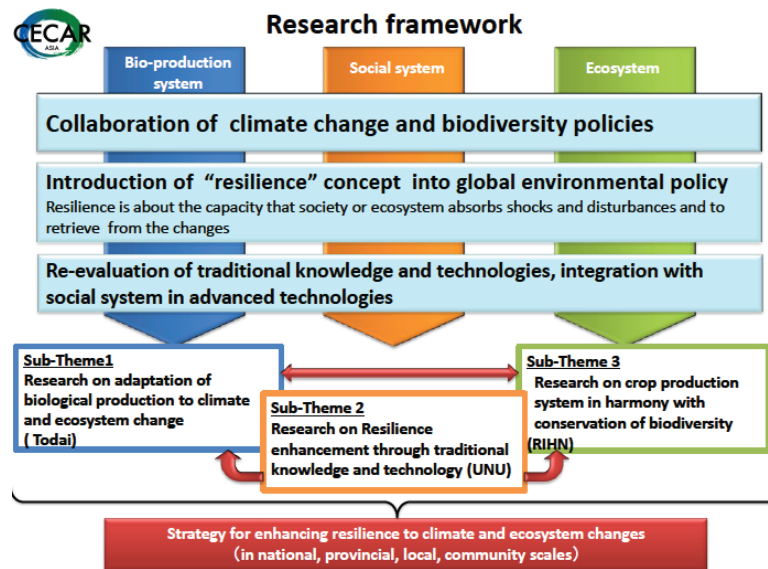 CECAR
ASIA
Research framework
Bio-production
system
Social system
Ecosystem
Collaboration of climate change and biodiversity policies
Introduction of “resilience” concept into global environmental policy
Resilience is about the capacity that society or ecosystem absorbs shocks and disturbances and to
retrieve from the changes
Re-evaluation of traditional knowledge and technologies, integration with
social system in advanced technologies
Sub-Theme1
Research on adaptation of
biological production to climate
and ecosystem change
( Todai)
Sub-Theme 2
Research on Resilience
enhancement through traditional
knowledge and technology (UNU)
Sub-Theme 3
Research on crop production
system in harmony with
conservation of biodiversity
(RIHN)
Strategy for enhancing resilience to climate and ecosystem changes
(in national, provincial, local, community scales)